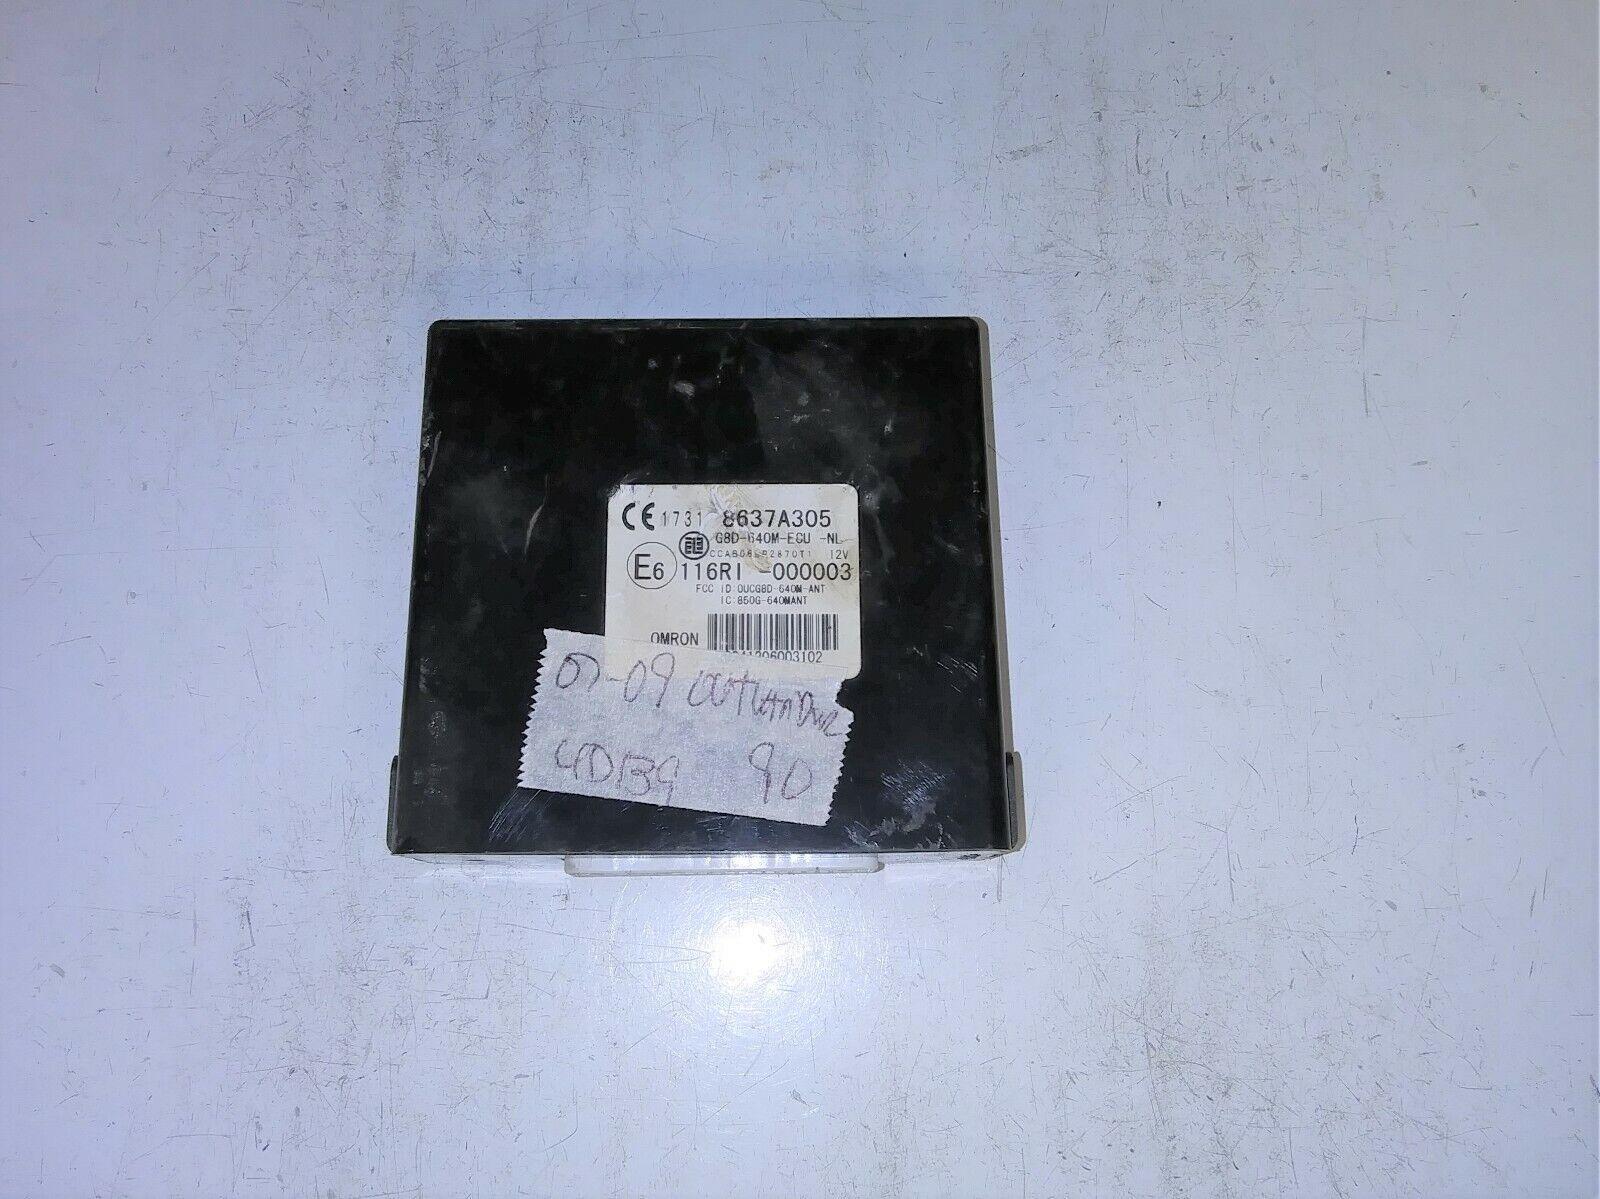 CE 1731 8637A305
G8D-640M-ECU -NL
12V
E6 116RI -000003
FCC ID OUCG8D-640M-ANT
IC:850G-640MANT
OMRON
206003102
07-09 OUTLANDER
90